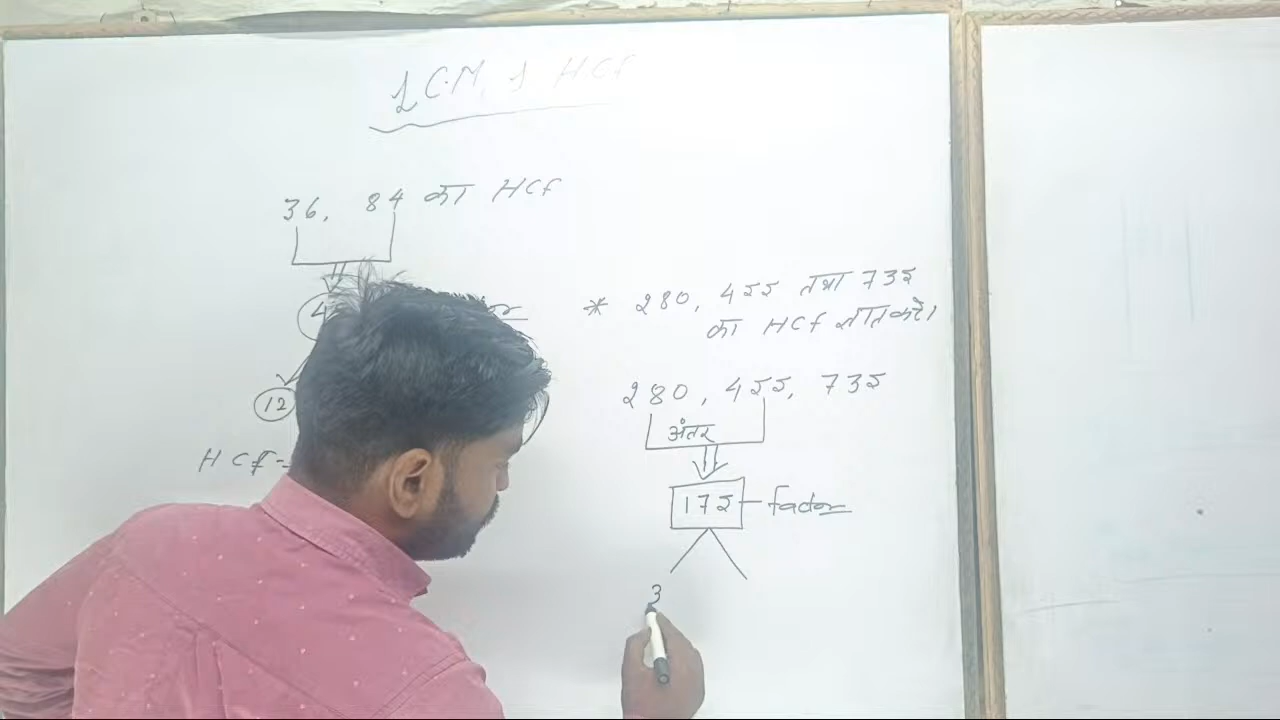 LCM, HCF
36, 84 का HCF
12
HCF =
* 280, 455 तथा 735
का HCF ज्ञात करें।
280, 455, 735
अंतर
175 - factor
3